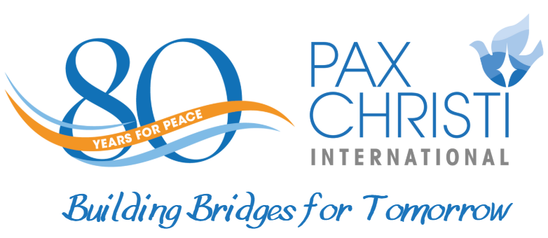 80
YEARS FOR PEACE
PAX
CHRISTI
INTERNATIONAL
Building Bridges for Tomorrow